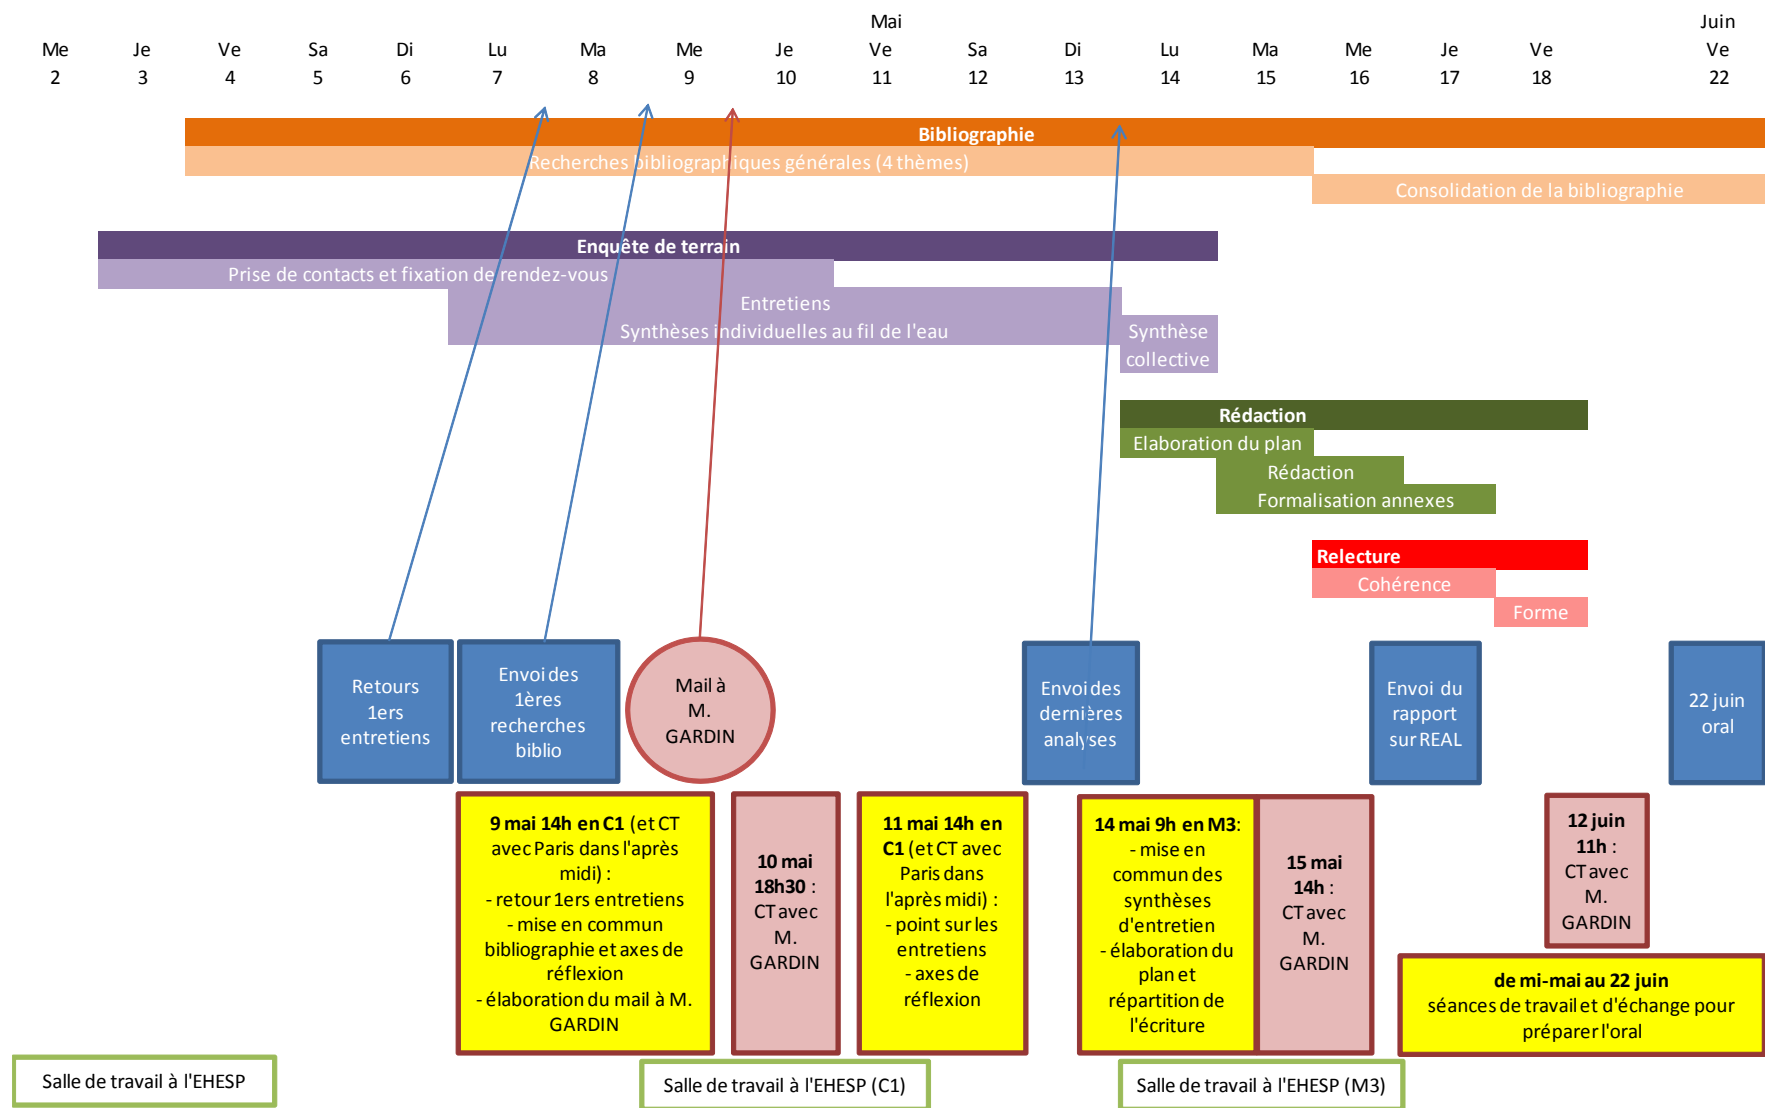 Mai
Juin
Me Je Ve Sa Di Lu Ma Me Je Ve Sa Di Lu Ma Me Je Ve Ve
2 3 4 5 6 7 8 9 10 11 12 13 14 15 16 17 18 22
Bibliographie
Recherches bibliographiques générales (4 thèmes)
Consolidation de la bibliographie
Enquête de terrain
Prise de contacts et fixation de rendez-vous
Entretiens
Synthèses individuelles au fil de l'eau
Synthèse
collective
Rédaction
Elaboration du plan
Rédaction
Formalisation annexes
Relecture
Cohérence
Forme
Retours
1ers
entretiens
Envoi des
1ères
recherches
biblio
Mail à
M.
GARDIN
Envoi des
dernières
analyses
Envoi du
rapport
sur REAL
22 juin
oral
9 mai 14h en C1 (et CT
avec Paris dans l'après
midi) :
- retour 1ers entretiens
- mise en commun
bibliographie et axes de
réflexion
- élaboration du mail à M.
GARDIN
10 mai
18h30 :
CT avec
M.
GARDIN
11 mai 14h en
C1 (et CT avec
Paris dans
l'après midi) :
- point sur les
entretiens
- axes de
réflexion
14 mai 9h en M3:
- mise en
commun des
synthèses
d'entretien
- élaboration du
plan et
répartition de
l'écriture
15 mai
14h :
CT avec
M.
GARDIN
12 juin
11h :
CT avec
M.
GARDIN
de mi-mai au 22 juin
séances de travail et d'échange pour
préparer l'oral
Salle de travail à l'EHESP
Salle de travail à l'EHESP (C1)
Salle de travail à l'EHESP (M3)